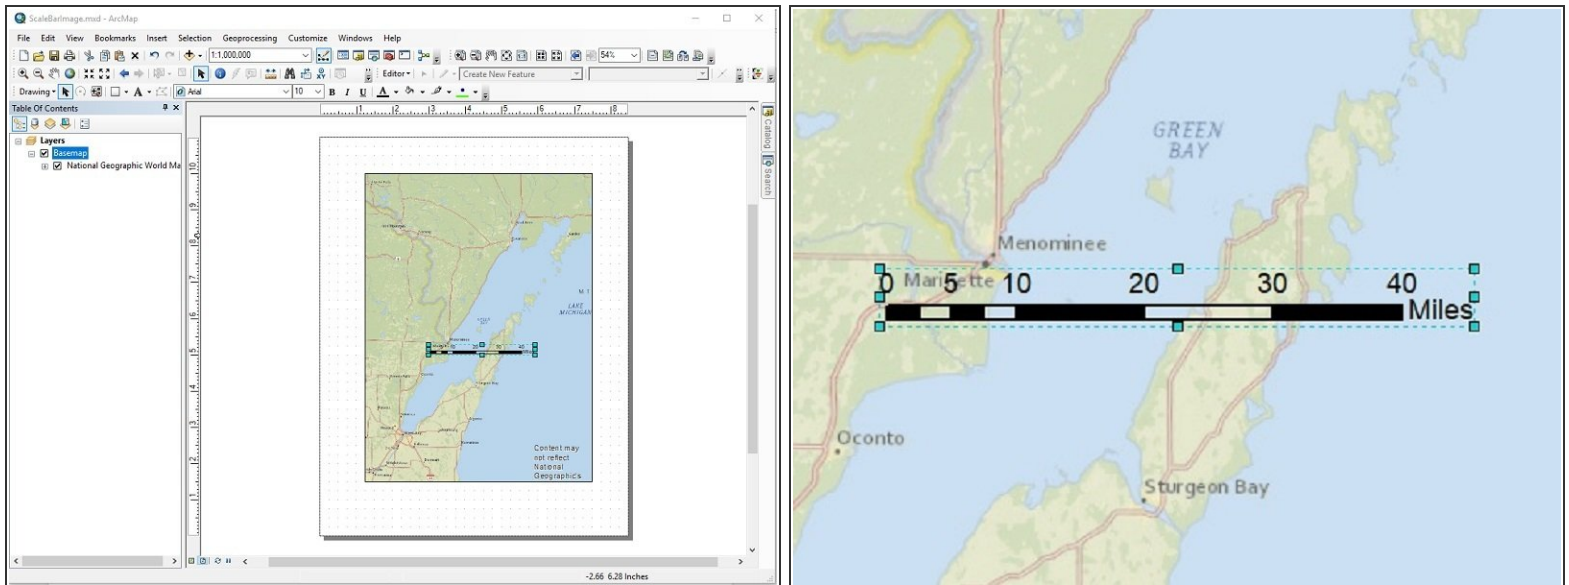 ScaleBarImage.mxd - ArcMap
File Edit View Bookmarks Insert Selection Geoprocessing Customize Windows Help
1:1,000,000
54%
Editor
Create New Feature
Drawing
Arial
10
B I U A
Table Of Contents
Layers
Basemap
National Geographic World Ma
Catalog
Search
LAKE
MICHIGAN
Content may
not reflect
National
Geographic's
-2.66 6.28 Inches
GREEN
BAY
Menominee
Marinette
0 5 10 20 30 40
Miles
Oconto
Sturgeon Bay